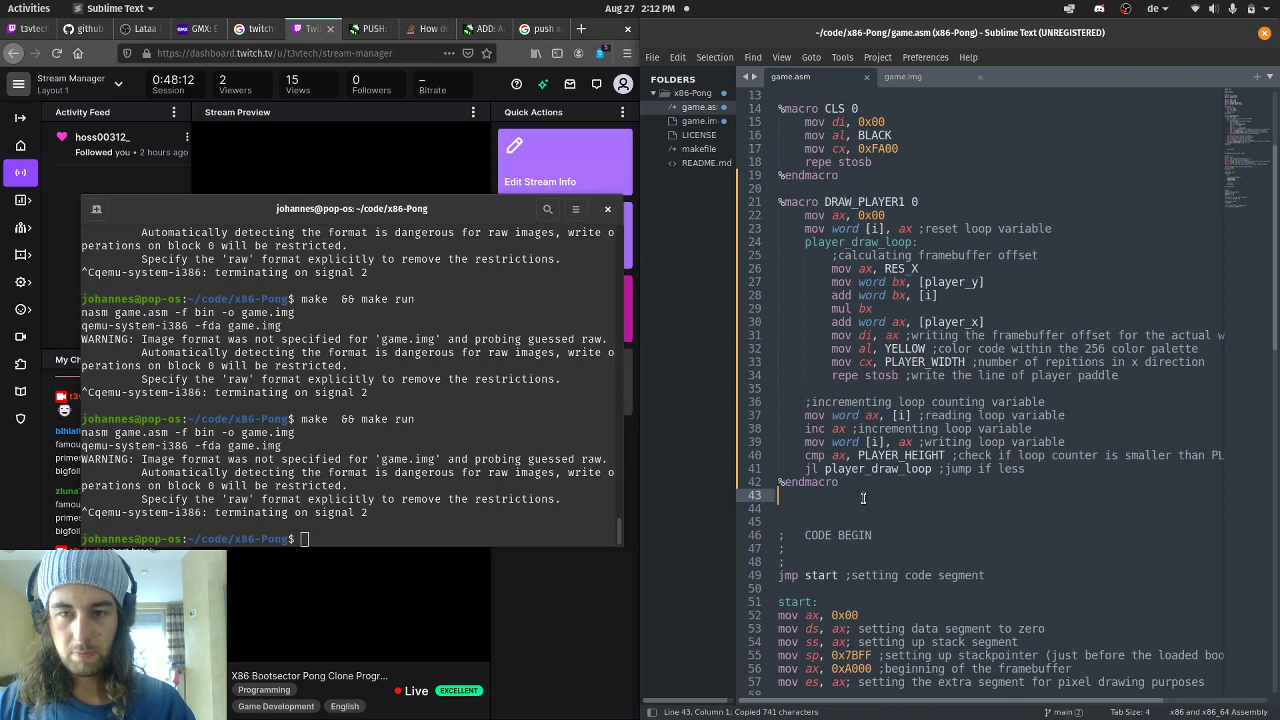 Activities
Sublime Text
Aug 27 2:12 PM
de
t3vtech
github.
Lataa
GMX: E
twitch
Twi
PUSH:
How du
ADD: A
push x
https://dashboard.twitch.tv/u/t3vtech/stream-manager
Stream Manager
Layout 1
0:48:12
Session
2
Viewers
15
Views
0
Followers
–
Bitrate
Activity Feed
Stream Preview
Quick Actions
hoss00312_
Followed you • 2 hours ago
Edit Stream Info
My Ch
johannes@pop-os: ~/code/x86-Pong
Automatically detecting the format is dangerous for raw images, write o
perations on block 0 will be restricted.
Specify the 'raw' format explicitly to remove the restrictions.
^Cqemu-system-i386: terminating on signal 2
johannes@pop-os:~/code/x86-Pong$ make  && make run
nasm game.asm -f bin -o game.img
qemu-system-i386 -fda game.img
WARNING: Image format was not specified for 'game.img' and probing guessed raw.
Automatically detecting the format is dangerous for raw images, write o
perations on block 0 will be restricted.
Specify the 'raw' format explicitly to remove the restrictions.
^Cqemu-system-i386: terminating on signal 2
johannes@pop-os:~/code/x86-Pong$ make  && make run
nasm game.asm -f bin -o game.img
qemu-system-i386 -fda game.img
WARNING: Image format was not specified for 'game.img' and probing guessed raw.
Automatically detecting the format is dangerous for raw images, write o
perations on block 0 will be restricted.
Specify the 'raw' format explicitly to remove the restrictions.
^Cqemu-system-i386: terminating on signal 2
johannes@pop-os:~/code/x86-Pong$
X86 Bootsector Pong Clone Progr...
Programming
Game Development
English
Live
EXCELLENT
~/code/x86-Pong/game.asm (x86-Pong) - Sublime Text (UNREGISTERED)
File Edit Selection Find View Goto Tools Project Preferences Help
FOLDERS
x86-Pong
game.asm
game.im
LICENSE
makefile
README.md
game.asm
game.img
13
14 %macro CLS 0
15 mov di, 0x00
16 mov al, BLACK
17 mov cx, 0xFA00
18 repe stosb
19 %endmacro
20
21 %macro DRAW_PLAYER1 0
22 mov ax, 0x00
23 mov word [i], ax ;reset loop variable
24 player_draw_loop:
25 ;calculating framebuffer offset
26 mov ax, RES_X
27 mov word bx, [player_y]
28 add word bx, [i]
29 mul bx
30 add word ax, [player_x]
31 mov di, ax ;writing the framebuffer offset for the actual w
32 mov al, YELLOW ;color code within the 256 color palette
33 mov cx, PLAYER_WIDTH ;number of repitions in x direction
34 repe stosb ;write the line of player paddle
35
36 ;incrementing loop counting variable
37 mov word ax, [i] ;reading loop variable
38 inc ax ;incrementing loop variable
39 mov word [i], ax ;writing loop variable
40 cmp ax, PLAYER_HEIGHT ;check if loop counter is smaller than PL
41 jl player_draw_loop ;jump if less
42 %endmacro
43
44
45
46 ; CODE BEGIN
47 ;
48 ;
49 jmp start ;setting code segment
50
51 start:
52 mov ax, 0x00
53 mov ds, ax; setting data segment to zero
54 mov ss, ax; setting up stack segment
55 mov sp, 0x7BFF ;setting up stackpointer (just before the loaded boo
56 mov ax, 0xA000 ;beginning of the framebuffer
57 mov es, ax; setting the extra segment for pixel drawing purposes
58
Line 43, Column 1; Copied 741 characters
main (2)
Tab Size: 4
x86 and x86_64 Assembly